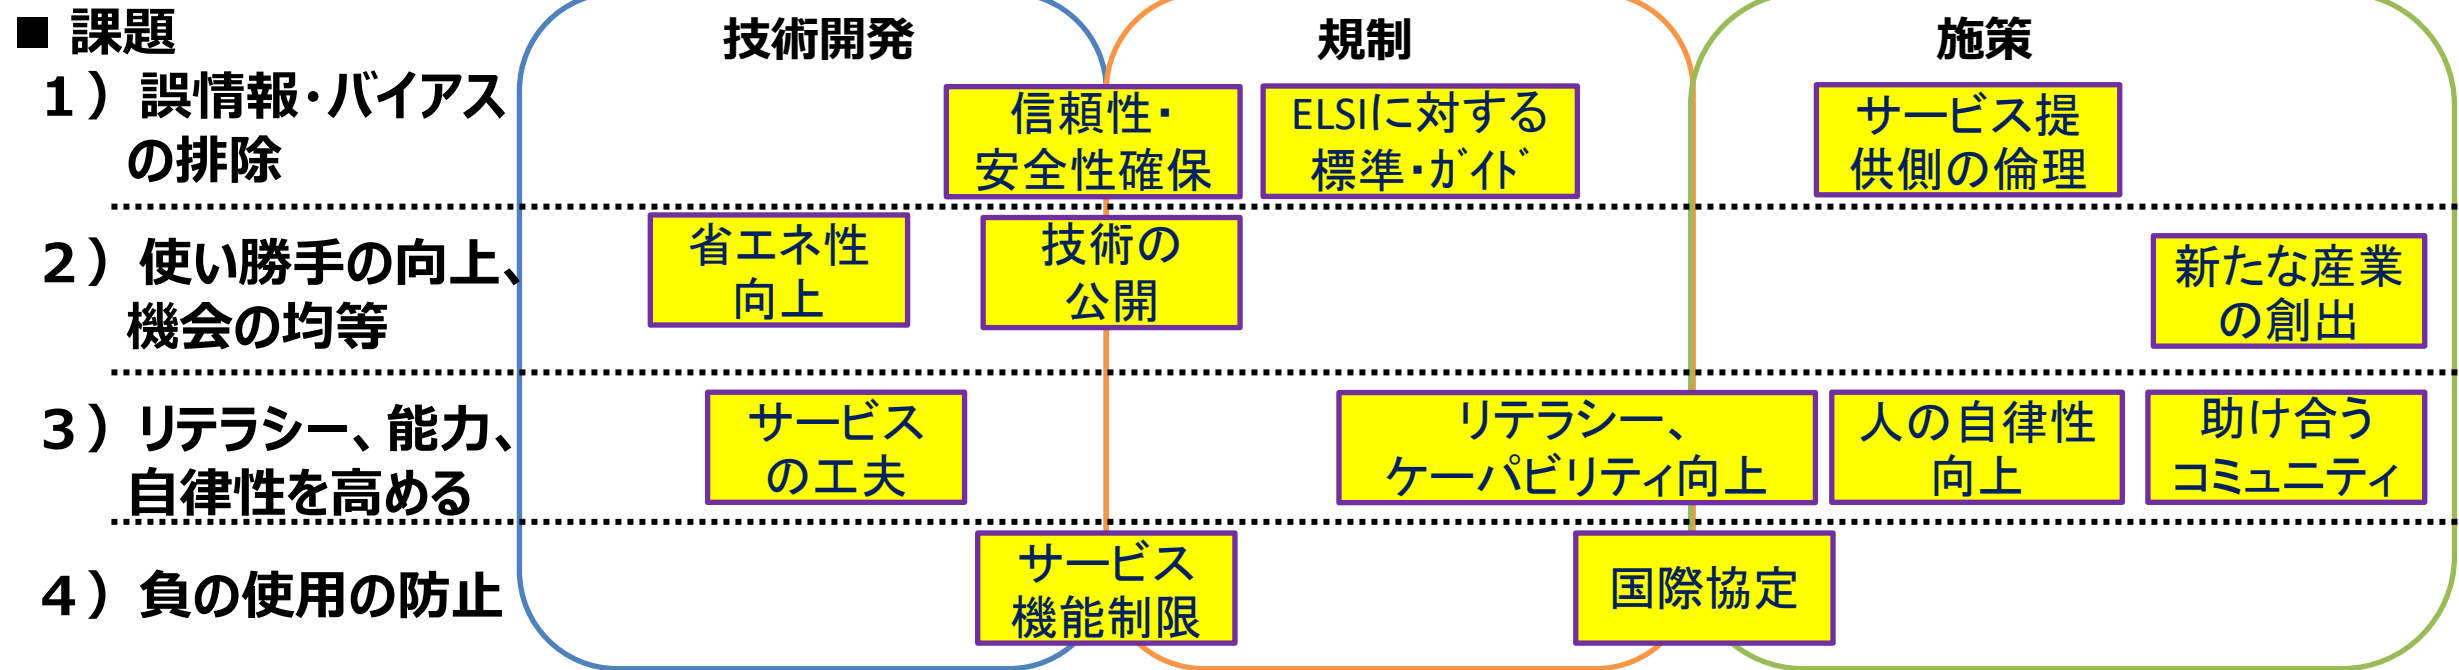 ■ 課題
技術開発
規制
施策
１）誤情報・バイアス
の排除
信頼性・
安全性確保
ELSIに対する
標準・ｶﾞｲﾄﾞ
サービス提
供側の倫理
２）使い勝手の向上、
機会の均等
省エネ性
向上
技術の
公開
新たな産業
の創出
３）リテラシー、能力、
自律性を高める
サービス
の工夫
リテラシー、
ケーパビリティ向上
人の自律性
向上
助け合う
コミュニティ
４）負の使用の防止
サービス
機能制限
国際協定